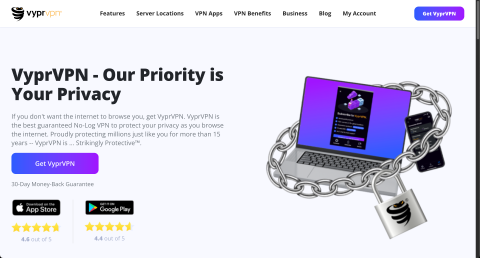 vyprvpn
Features
Server Locations
VPN Apps
VPN Benefits
Business
Blog
My Account
Get VyprVPN
VyprVPN - Our Priority is
Your Privacy
If you don't want the internet to browse you, get VyprVPN. VyprVPN is
the best guaranteed No-Log VPN to protect your privacy as you browse
the internet. Proudly protecting millions just like you for more than 15
years -- VyprVPN is ... Strikingly Protective™.
Get VyprVPN
30-Day Money-Back Guarantee
Download on the
App Store
GET IT ON
Google Play
4.6 out of 5
4.4 out of 5